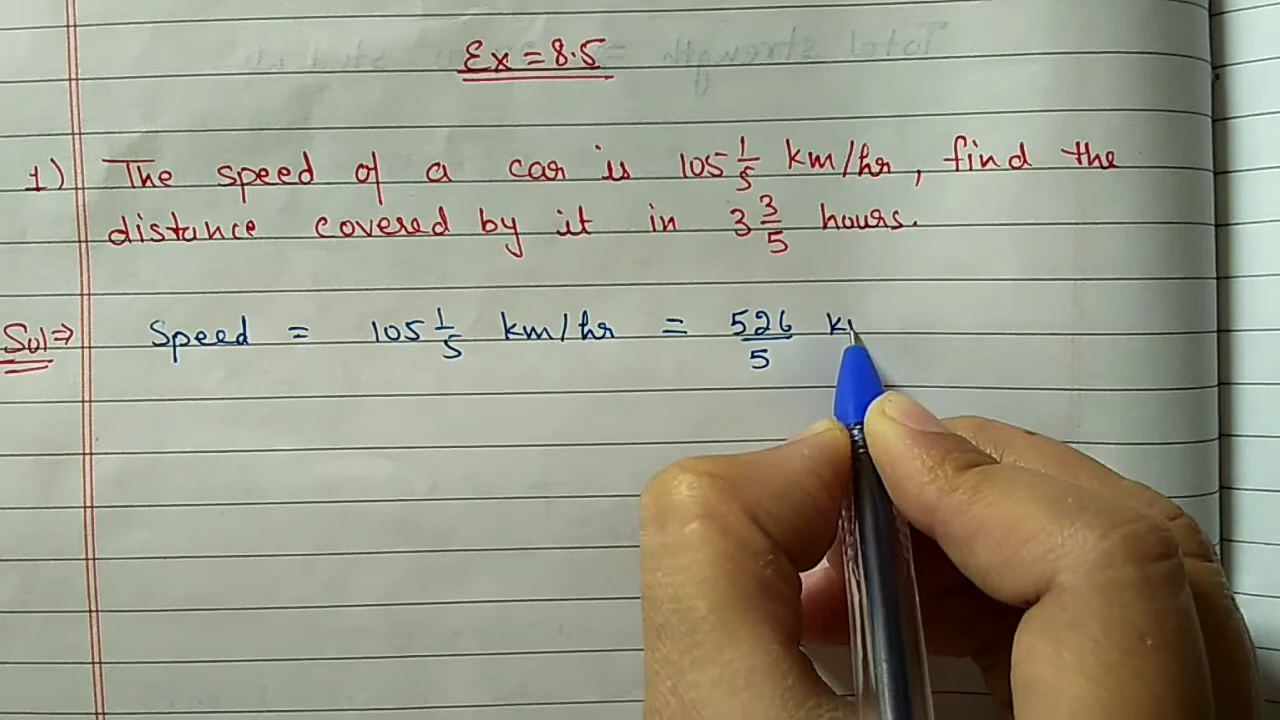 Ex = 8.5
1) The speed of a car is 105 1/5 km/hr, find the
distance covered by it in 3 3/5 hours.
Sol⇒ Speed = 105 1/5 km/hr = 526/5 k